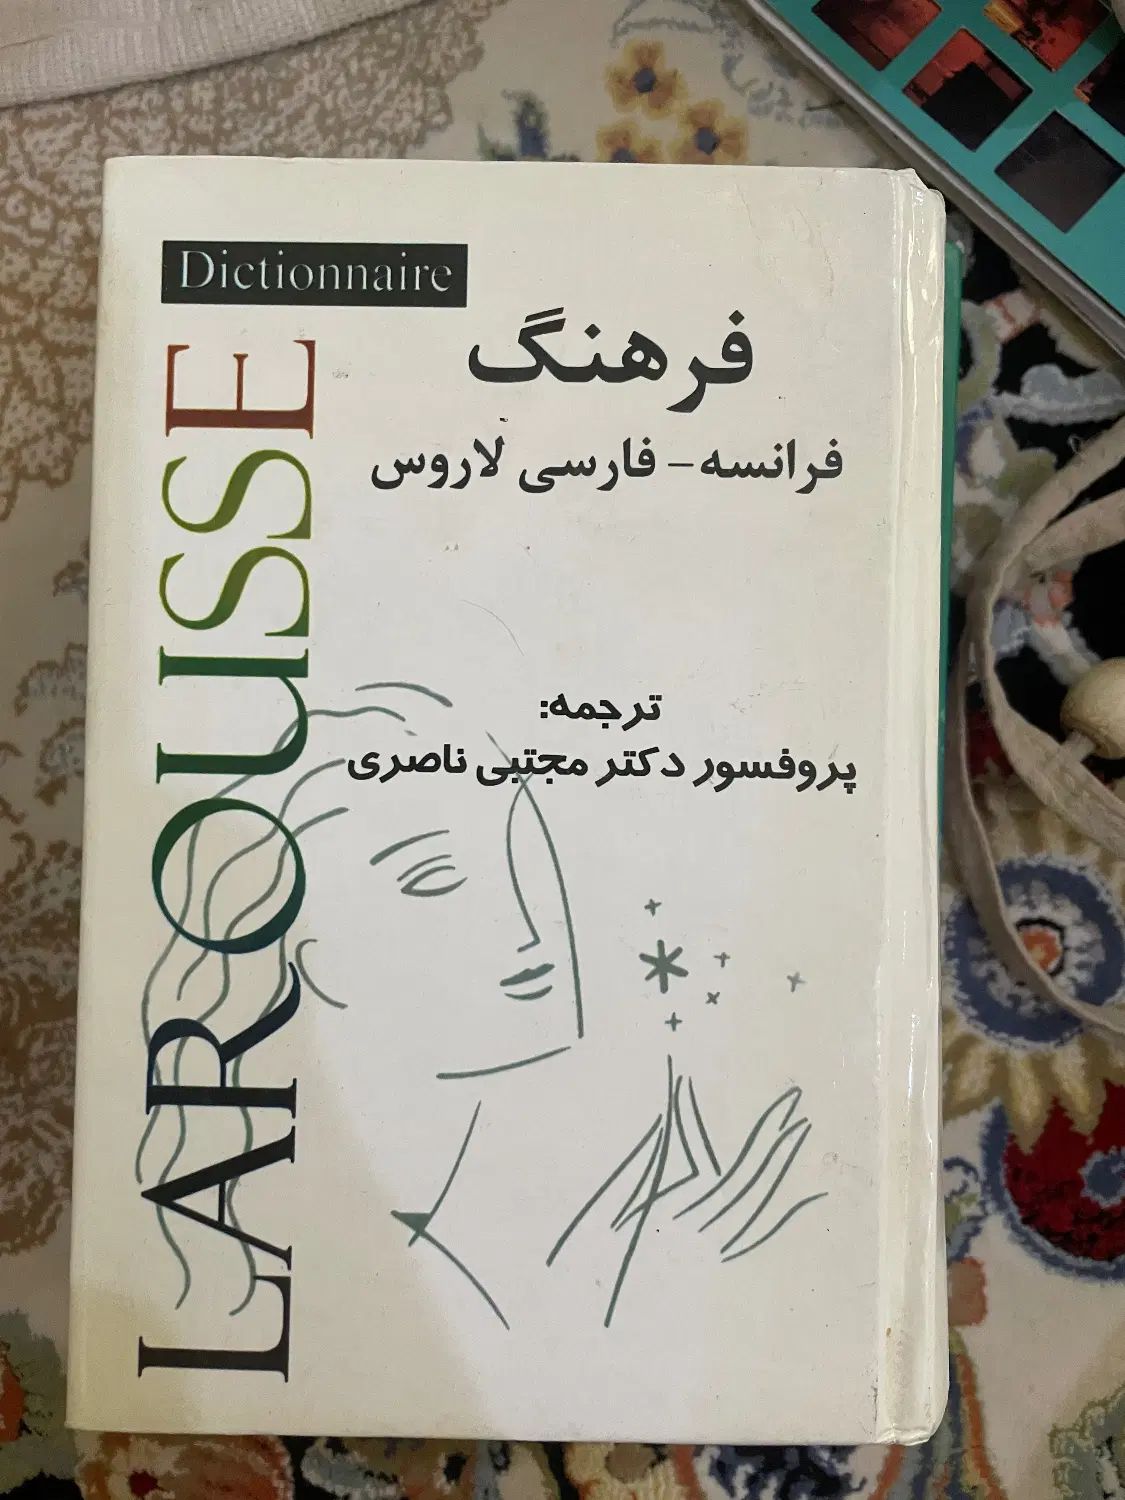 Dictionnaire
LAROUSSE
فرهنگ
فرانسه - فارسی لاروس
ترجمه:
پروفسور دکتر مجتبی ناصری